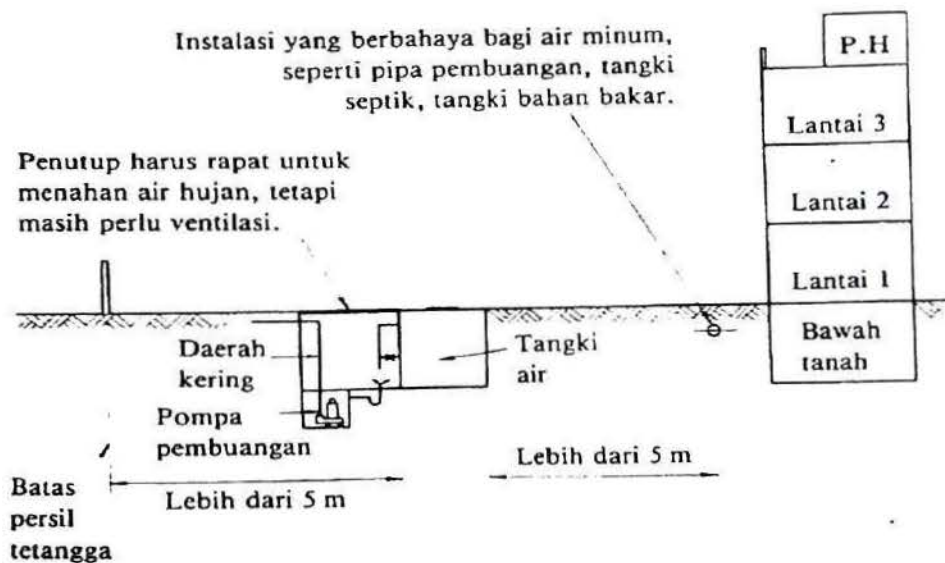 Instalasi yang berbahaya bagi air minum,
seperti pipa pembuangan, tangki
septik, tangki bahan bakar.
P.H
Lantai 3
Lantai 2
Lantai 1
Bawah
tanah
Penutup harus rapat untuk
menahan air hujan, tetapi
masih perlu ventilasi.
Daerah
kering
Tangki
air
Pompa
pembuangan
Lebih dari 5 m
Lebih dari 5 m
Batas
persil
tetangga